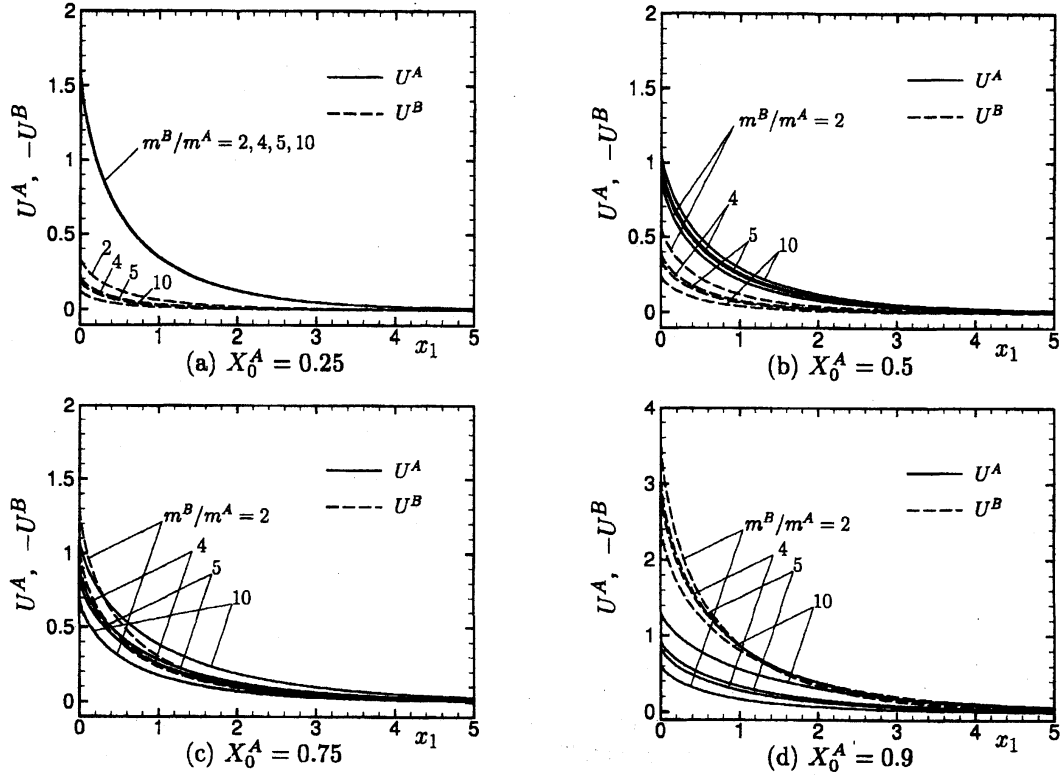 2
1.5
1
0.5
0
U^A, -U^B
U^A
U^B
m^B/m^A = 2, 4, 5, 10
2
4
5
10
0 1 2 3 4 5
x_1
(a) X_0^A = 0.25
2
1.5
1
0.5
0
U^A, -U^B
U^A
U^B
m^B/m^A = 2
4
5
10
0 1 2 3 4 5
x_1
(b) X_0^A = 0.5
2
1.5
1
0.5
0
U^A, -U^B
U^A
U^B
m^B/m^A = 2
4
5
10
0 1 2 3 4 5
x_1
(c) X_0^A = 0.75
4
3
2
1
0
U^A, -U^B
U^A
U^B
m^B/m^A = 2
4
5
10
0 1 2 3 4 5
x_1
(d) X_0^A = 0.9